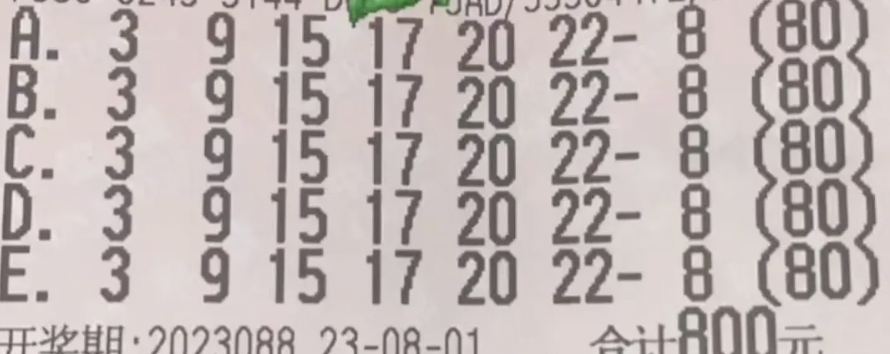 A. 3 9 15 17 20 22- 8 (80)
B. 3 9 15 17 20 22- 8 (80)
C. 3 9 15 17 20 22- 8 (80)
D. 3 9 15 17 20 22- 8 (80)
E. 3 9 15 17 20 22- 8 (80)
开奖期:2023088 23-08-01 合计800元